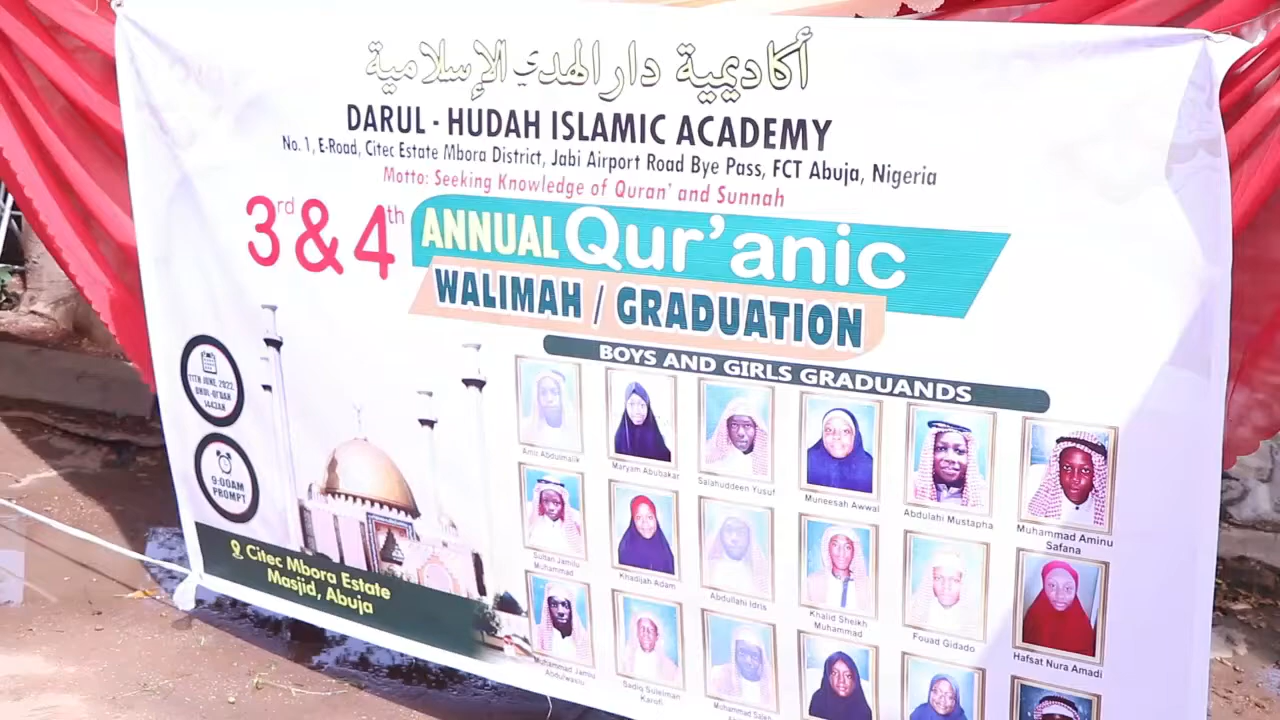 أكاديمية دار الهدى الإسلامية
DARUL - HUDAH ISLAMIC ACADEMY
No. 1, E-Road, Citec Estate Mbora District, Jabi Airport Road Bye Pass, FCT Abuja, Nigeria
Motto: Seeking Knowledge of Quran' and Sunnah
3rd & 4th ANNUAL Qur'anic
WALIMAH / GRADUATION
BOYS AND GIRLS GRADUANDS
11TH JUNE, 2022
1443AH
9:00AM
PROMPT
Citec Mbora Estate
Masjid, Abuja
Amir Abdulmalik
Maryam Abubakar
Salahuddeen Yusuf
Muneesah Awwal
Abdulahi Mustapha
Muhammad Aminu
Safana
Sultan Jamilu
Muhammad
Khadijah Adam
Abdullahi Idris
Khalid Sheikh
Muhammad
Fouad Gidado
Hafsat Nura Amadi
Muhammad Jamiu
Abdulwasiu
Sadiq Suleiman
Karofi
Muhammad Saleh